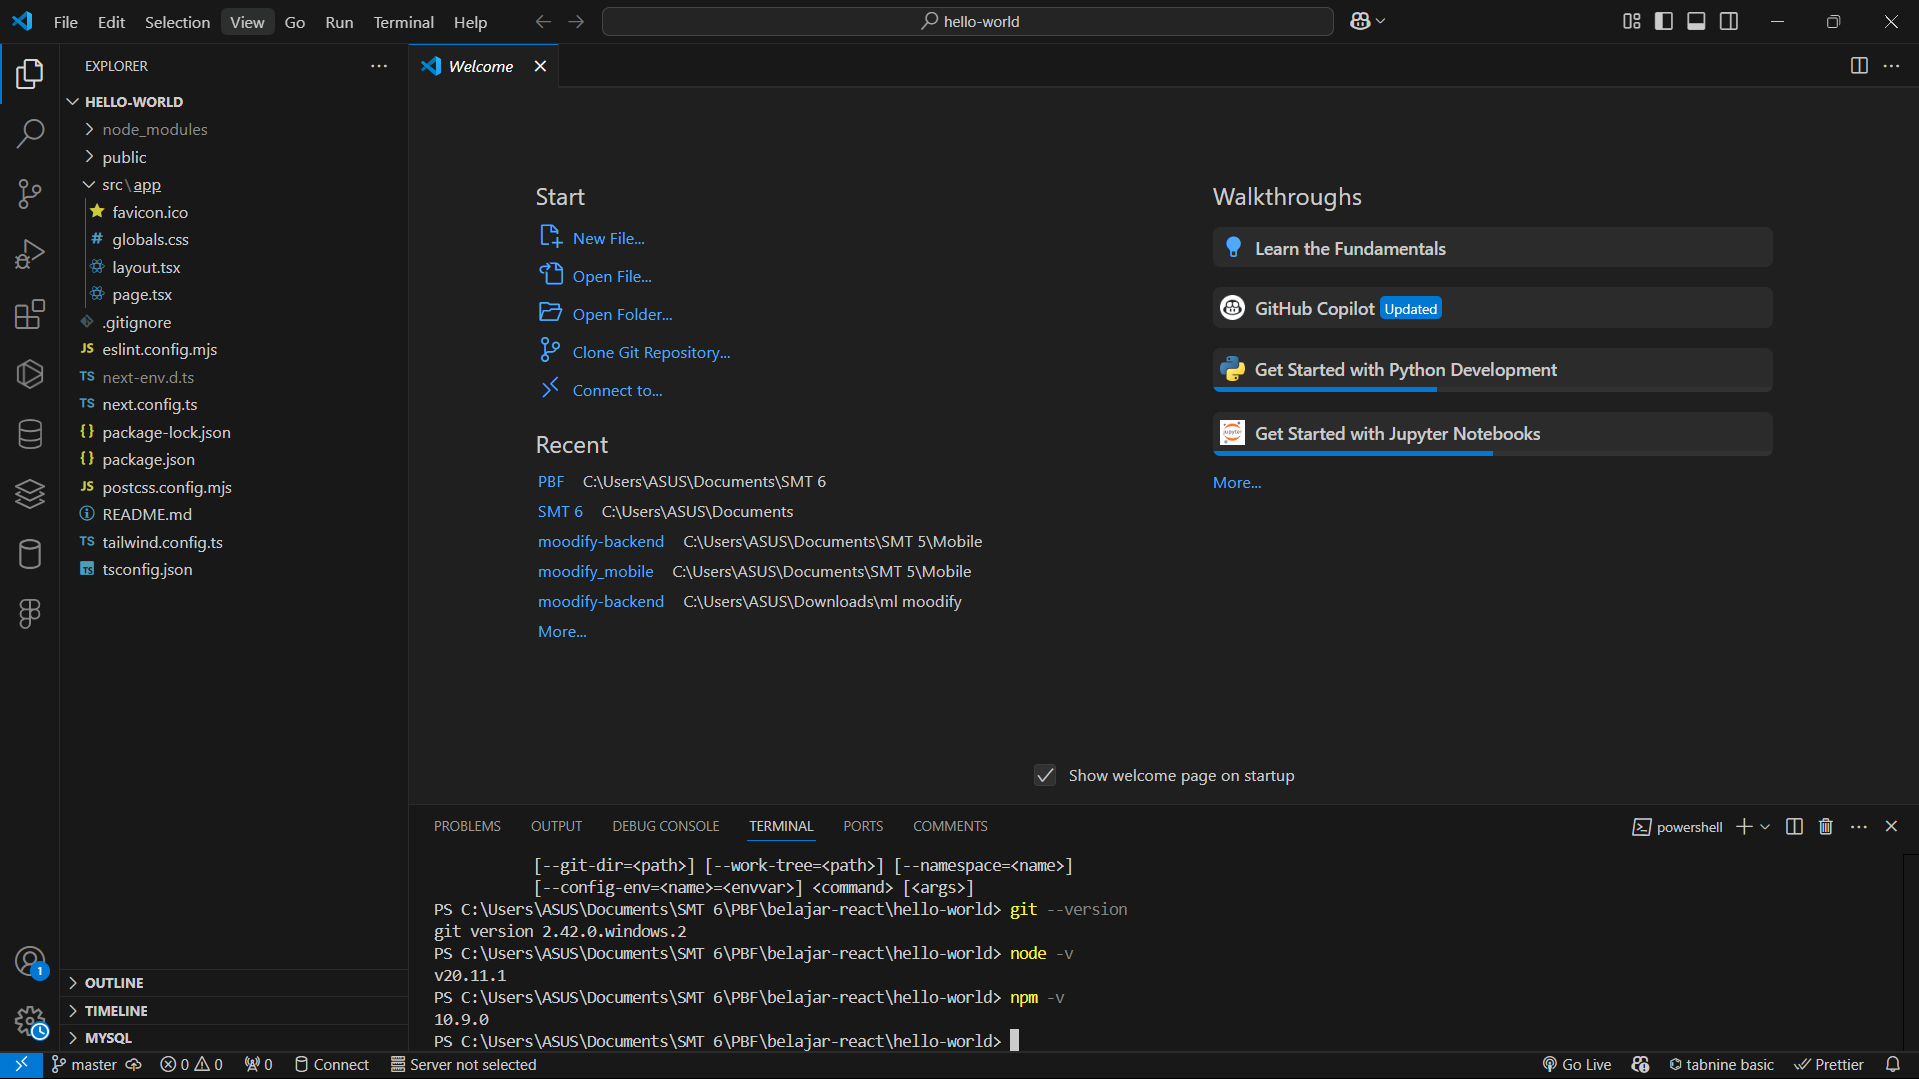 File Edit Selection View Go Run Terminal Help
hello-world
EXPLORER
HELLO-WORLD
node_modules
public
src\app
favicon.ico
# globals.css
layout.tsx
page.tsx
.gitignore
JS eslint.config.mjs
TS next-env.d.ts
TS next.config.ts
{} package-lock.json
{} package.json
JS postcss.config.mjs
README.md
TS tailwind.config.ts
TS tsconfig.json
OUTLINE
TIMELINE
MYSQL
1
Welcome
Start
New File...
Open File...
Open Folder...
Clone Git Repository...
Connect to...
Recent
PBF C:\Users\ASUS\Documents\SMT 6
SMT 6 C:\Users\ASUS\Documents
moodify-backend C:\Users\ASUS\Documents\SMT 5\Mobile
moodify_mobile C:\Users\ASUS\Documents\SMT 5\Mobile
moodify-backend C:\Users\ASUS\Downloads\ml moodify
More...
Walkthroughs
Learn the Fundamentals
GitHub Copilot Updated
Get Started with Python Development
jupyter Get Started with Jupyter Notebooks
More...
Show welcome page on startup
PROBLEMS OUTPUT DEBUG CONSOLE TERMINAL PORTS COMMENTS
powershell
[--git-dir=<path>] [--work-tree=<path>] [--namespace=<name>]
[--config-env=<name>=<envvar>] <command> [<args>]
PS C:\Users\ASUS\Documents\SMT 6\PBF\belajar-react\hello-world> git --version
git version 2.42.0.windows.2
PS C:\Users\ASUS\Documents\SMT 6\PBF\belajar-react\hello-world> node -v
v20.11.1
PS C:\Users\ASUS\Documents\SMT 6\PBF\belajar-react\hello-world> npm -v
10.9.0
PS C:\Users\ASUS\Documents\SMT 6\PBF\belajar-react\hello-world>
master 0 0 0 Connect Server not selected Go Live tabnine basic Prettier